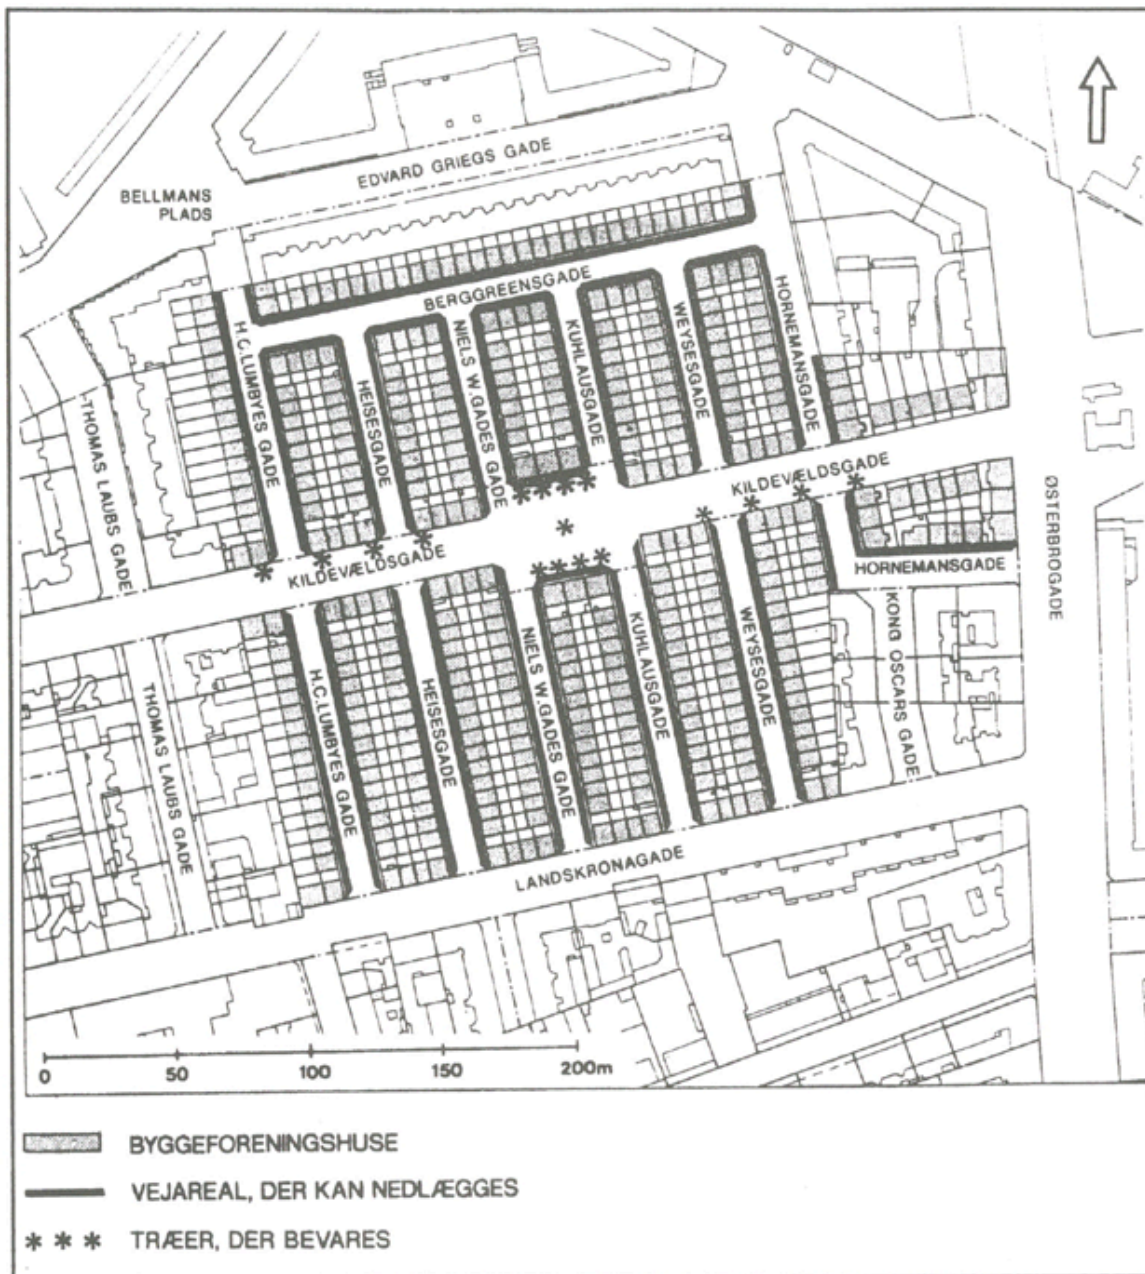 EDVARD GRIEGS GADE
BELLMANS
PLADS
BERGGREENSGADE
H.C.LUMBYES GADE
HEISESGADE
NIELS W.GADES GADE
KUHLAUSGADE
WEYSESGADE
HORNEMANSGADE
THOMAS LAUBS GADE
KILDEVÆLDSGADE
ØSTERBROGADE
KILDEVÆLDSGADE
HORNEMANSGADE
THOMAS LAUBS GADE
H.C.LUMBYES GADE
HEISESGADE
NIELS W.GADES GADE
KUHLAUSGADE
WEYSESGADE
KONG OSCARS GADE
LANDSKRONAGADE
0 50 100 150 200m
BYGGEFORENINGSHUSE
VEJAREAL, DER KAN NEDLÆGGES
* * * TRÆER, DER BEVARES